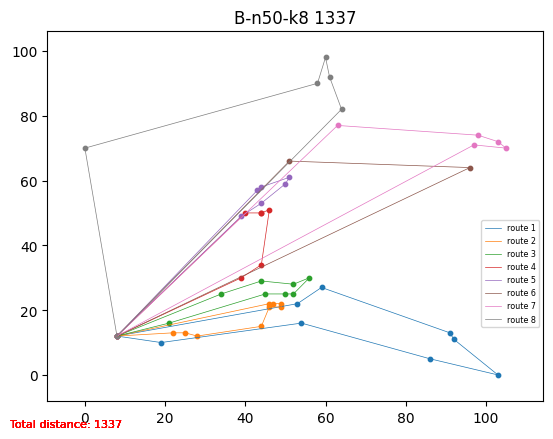 B-n50-k8 1337
100
80
60
40
20
0
0 20 40 60 80 100
route 1
route 2
route 3
route 4
route 5
route 6
route 7
route 8
Total distance: 1337